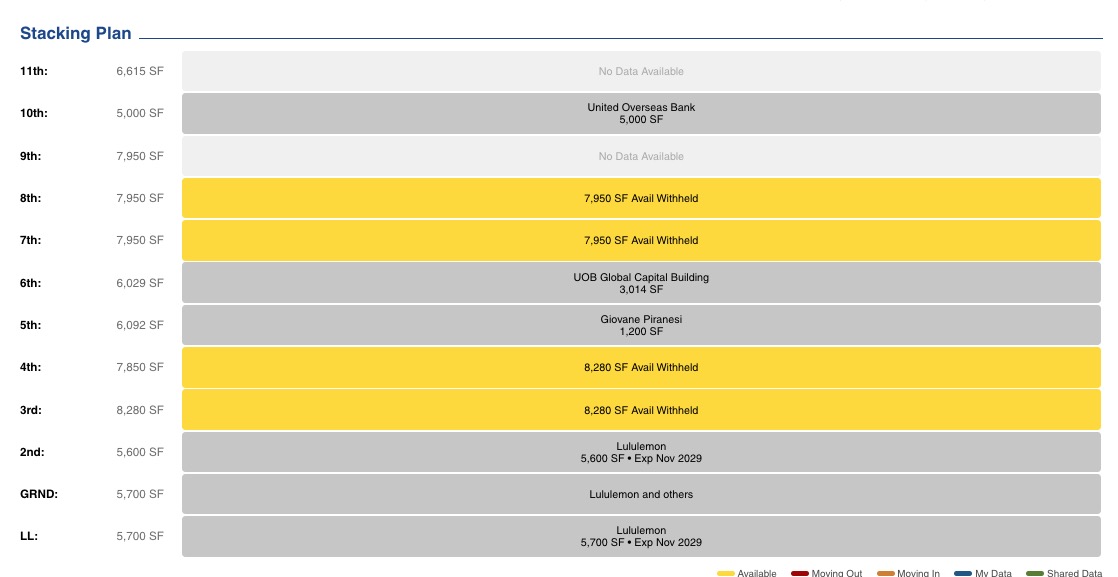 Stacking Plan
11th: 6,615 SF No Data Available
10th: 5,000 SF United Overseas Bank
5,000 SF
9th: 7,950 SF No Data Available
8th: 7,950 SF 7,950 SF Avail Withheld
7th: 7,950 SF 7,950 SF Avail Withheld
6th: 6,029 SF UOB Global Capital Building
3,014 SF
5th: 6,092 SF Giovane Piranesi
1,200 SF
4th: 7,850 SF 8,280 SF Avail Withheld
3rd: 8,280 SF 8,280 SF Avail Withheld
2nd: 5,600 SF Lululemon
5,600 SF • Exp Nov 2029
GRND: 5,700 SF Lululemon and others
LL: 5,700 SF Lululemon
5,700 SF • Exp Nov 2029
Available Moving Out Moving In My Data Shared Data